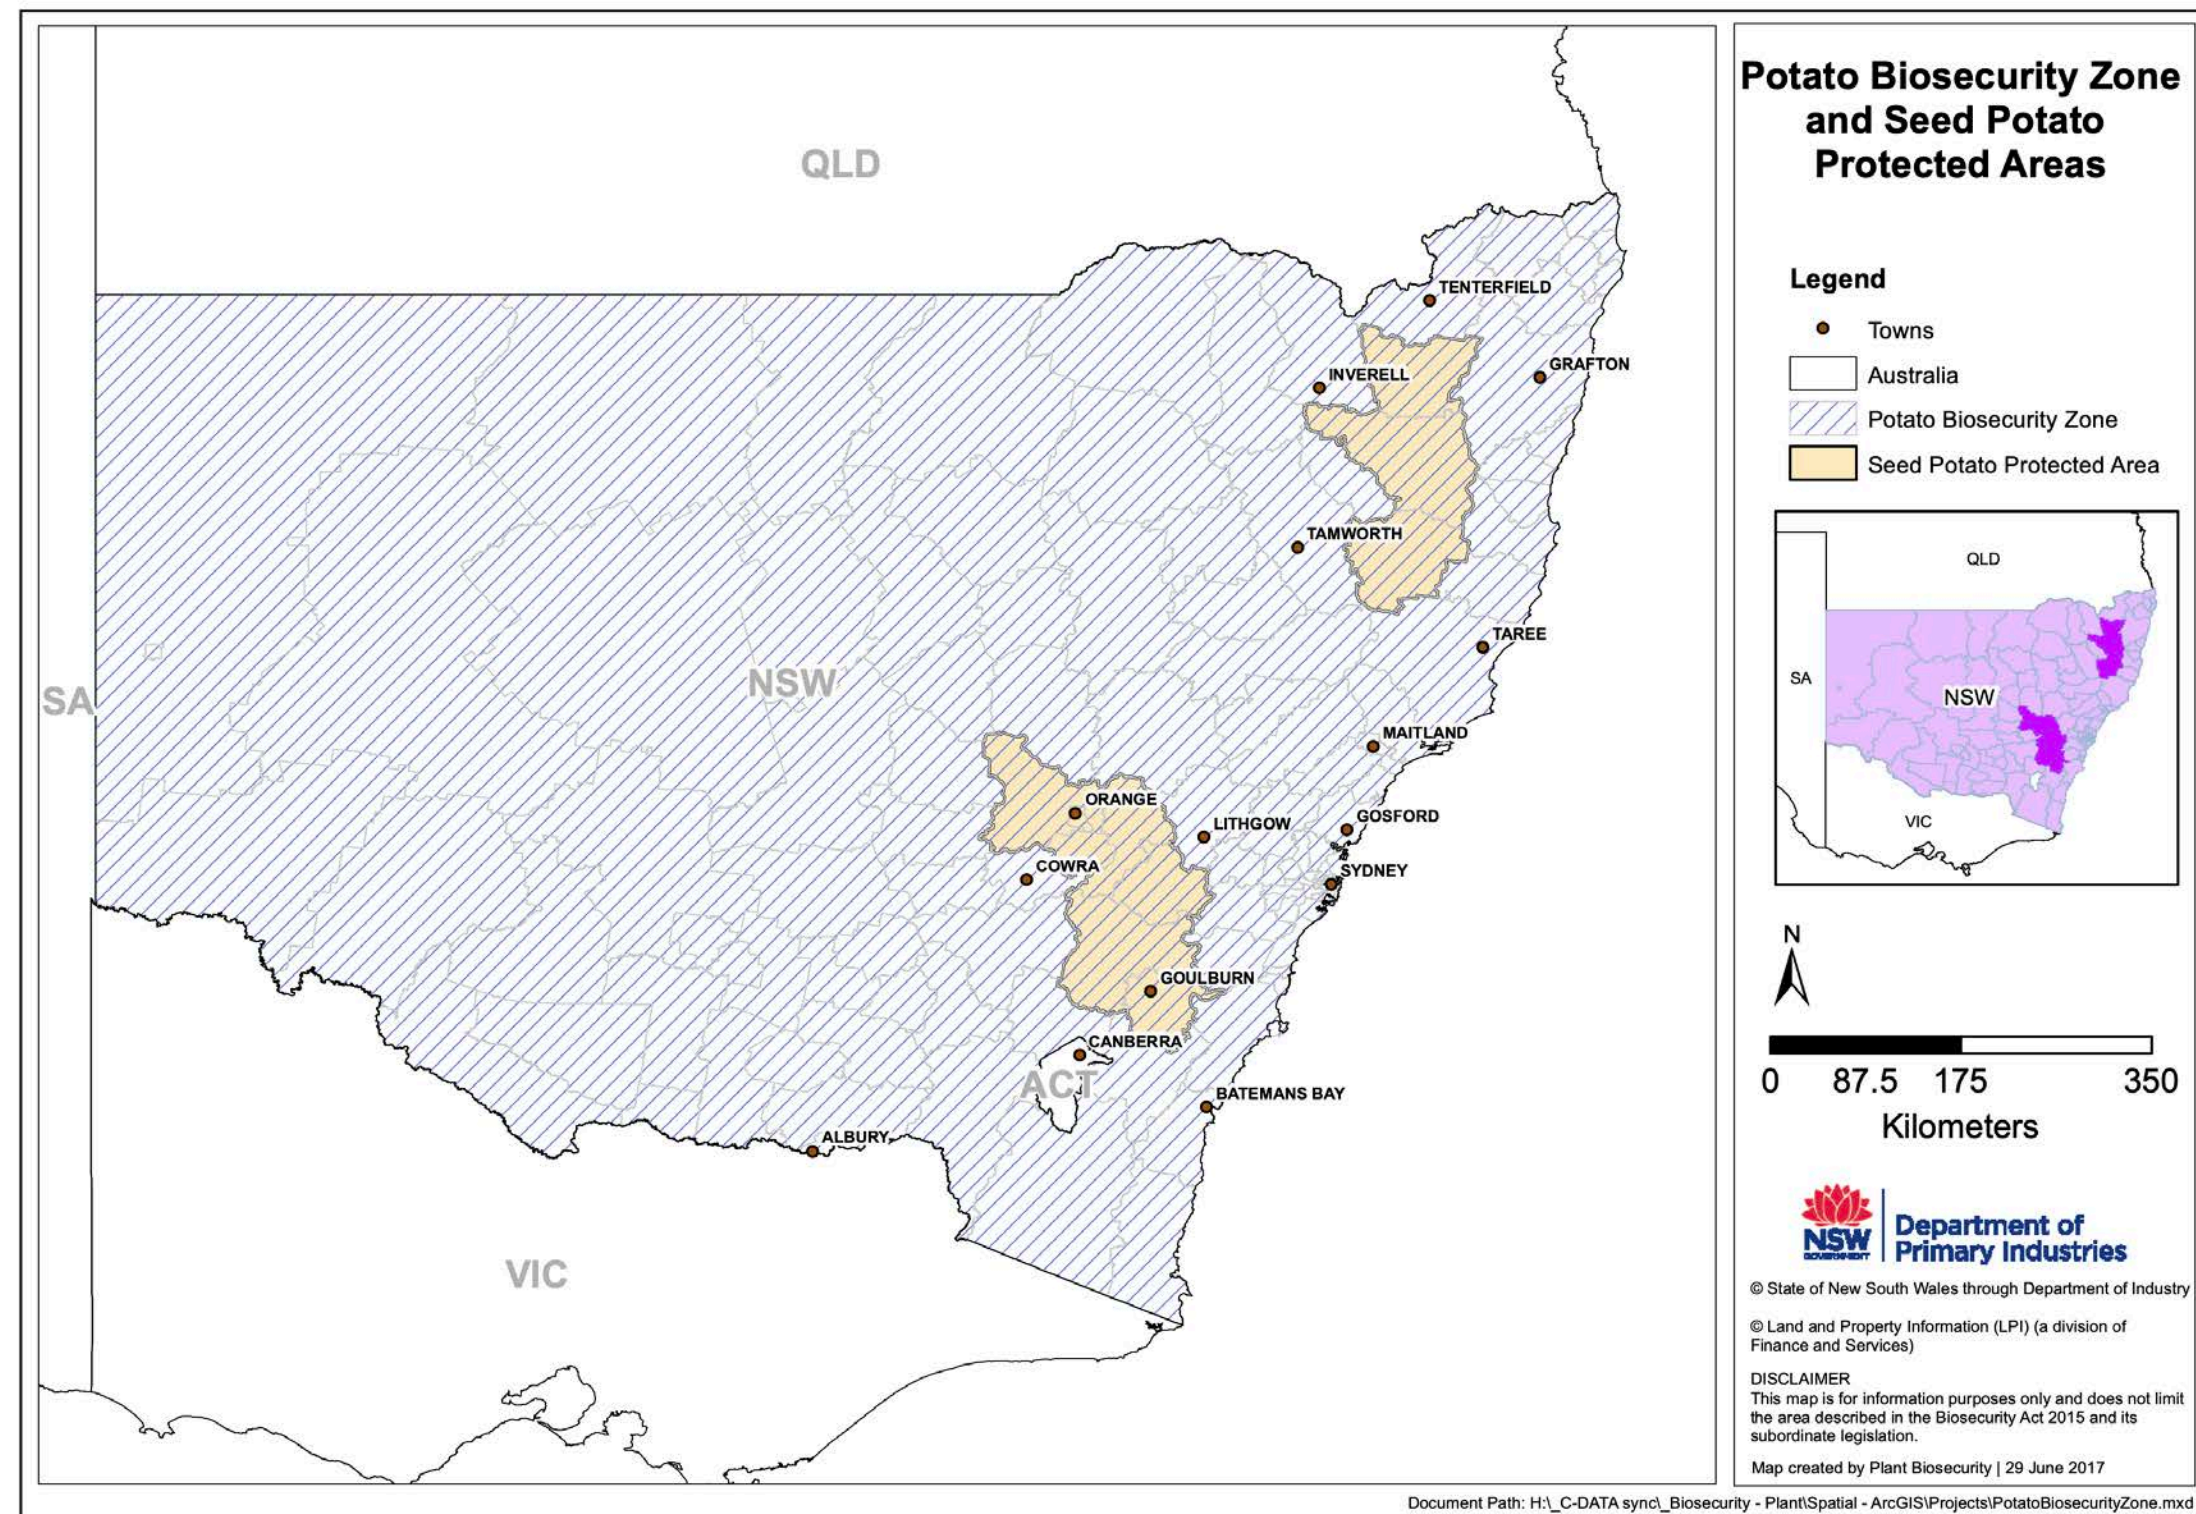 Potato Biosecurity Zone
and Seed Potato
Protected Areas
QLD
NSW
SA
ACT
VIC
TENTERFIELD
INVERELL
GRAFTON
TAMWORTH
TAREE
MAITLAND
ORANGE
LITHGOW
GOSFORD
COWRA
SYDNEY
GOULBURN
CANBERRA
BATEMANS BAY
ALBURY
Legend
Towns
Australia
Potato Biosecurity Zone
Seed Potato Protected Area
QLD
SA
NSW
VIC
N
0 87.5 175 350
Kilometers
NSW
GOVERNMENT
Department of
Primary Industries
© State of New South Wales through Department of Industry
© Land and Property Information (LPI) (a division of
Finance and Services)
DISCLAIMER
This map is for information purposes only and does not limit
the area described in the Biosecurity Act 2015 and its
subordinate legislation.
Map created by Plant Biosecurity | 29 June 2017
Document Path: H:\_C-DATA sync\_Biosecurity - Plant\Spatial - ArcGIS\Projects\PotatoBiosecurityZone.mxd